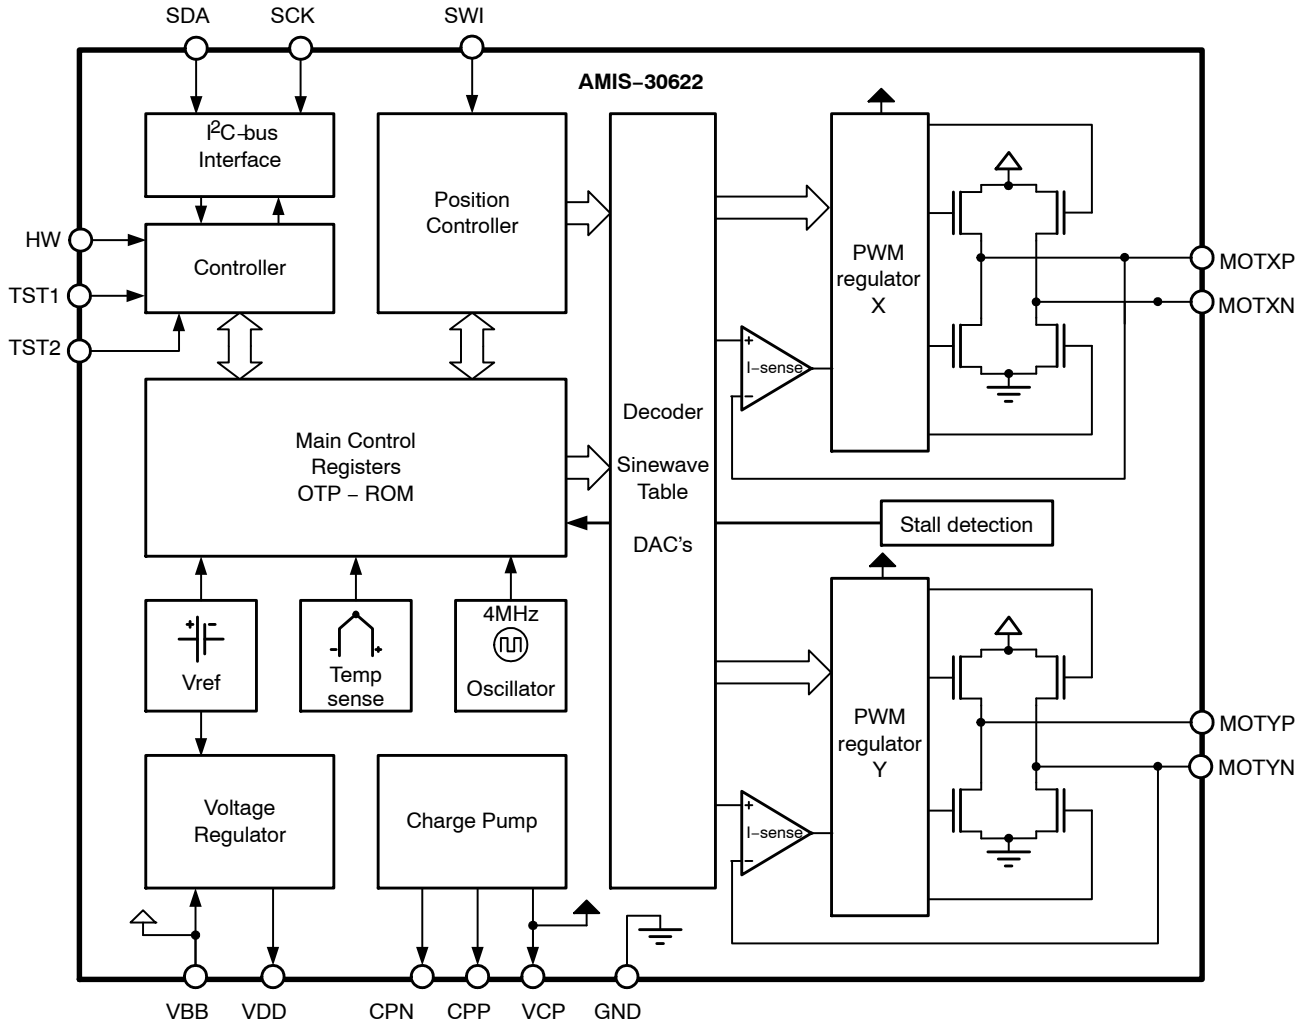 SDA
SCK
SWI
AMIS−30622
I2C−bus
Interface
Position
Controller
HW
Controller
TST1
TST2
PWM
regulator
X
MOTXP
MOTXN
+
I−sense
−
Main Control
Registers
OTP − ROM
Decoder
Sinewave
Table
DAC's
Stall detection
+ −
Vref
− +
Temp
sense
4MHz
Oscillator
PWM
regulator
Y
MOTYP
MOTYN
+
I−sense
−
Voltage
Regulator
Charge Pump
VBB
VDD
CPN
CPP
VCP
GND